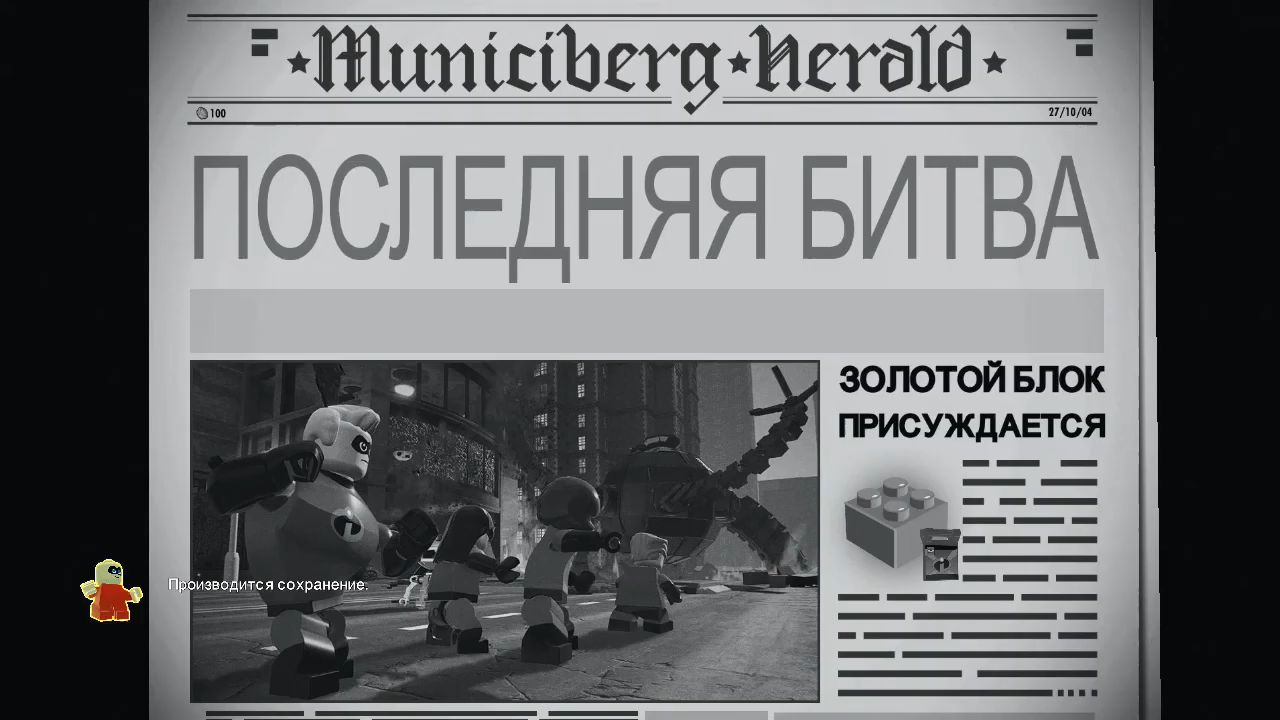 Municiberg Herald
100
27/10/04
ПОСЛЕДНЯЯ БИТВА
ЗОЛОТОЙ БЛОК
ПРИСУЖДАЕТСЯ
Производится сохранение.